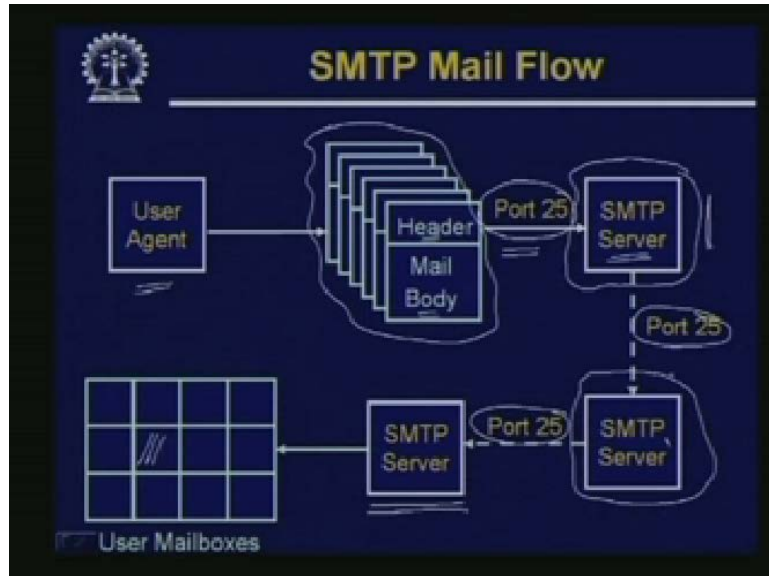 SMTP Mail Flow
User
Agent
Header
Mail
Body
Port 25
SMTP
Server
Port 25
SMTP
Server
Port 25
SMTP
Server
User Mailboxes